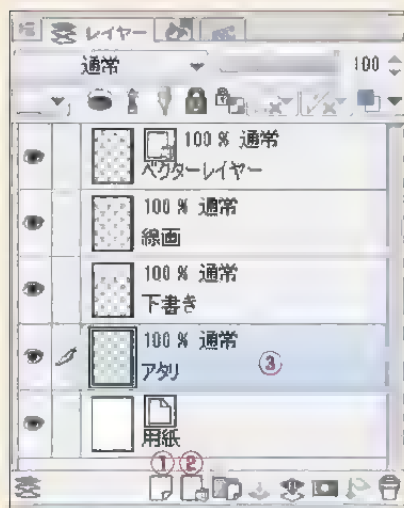 レイヤー
通常 100
100 % 通常
ベクターレイヤー
100 % 通常
線画
100 % 通常
下書き
100 % 通常
アタリ ③
用紙
① ②